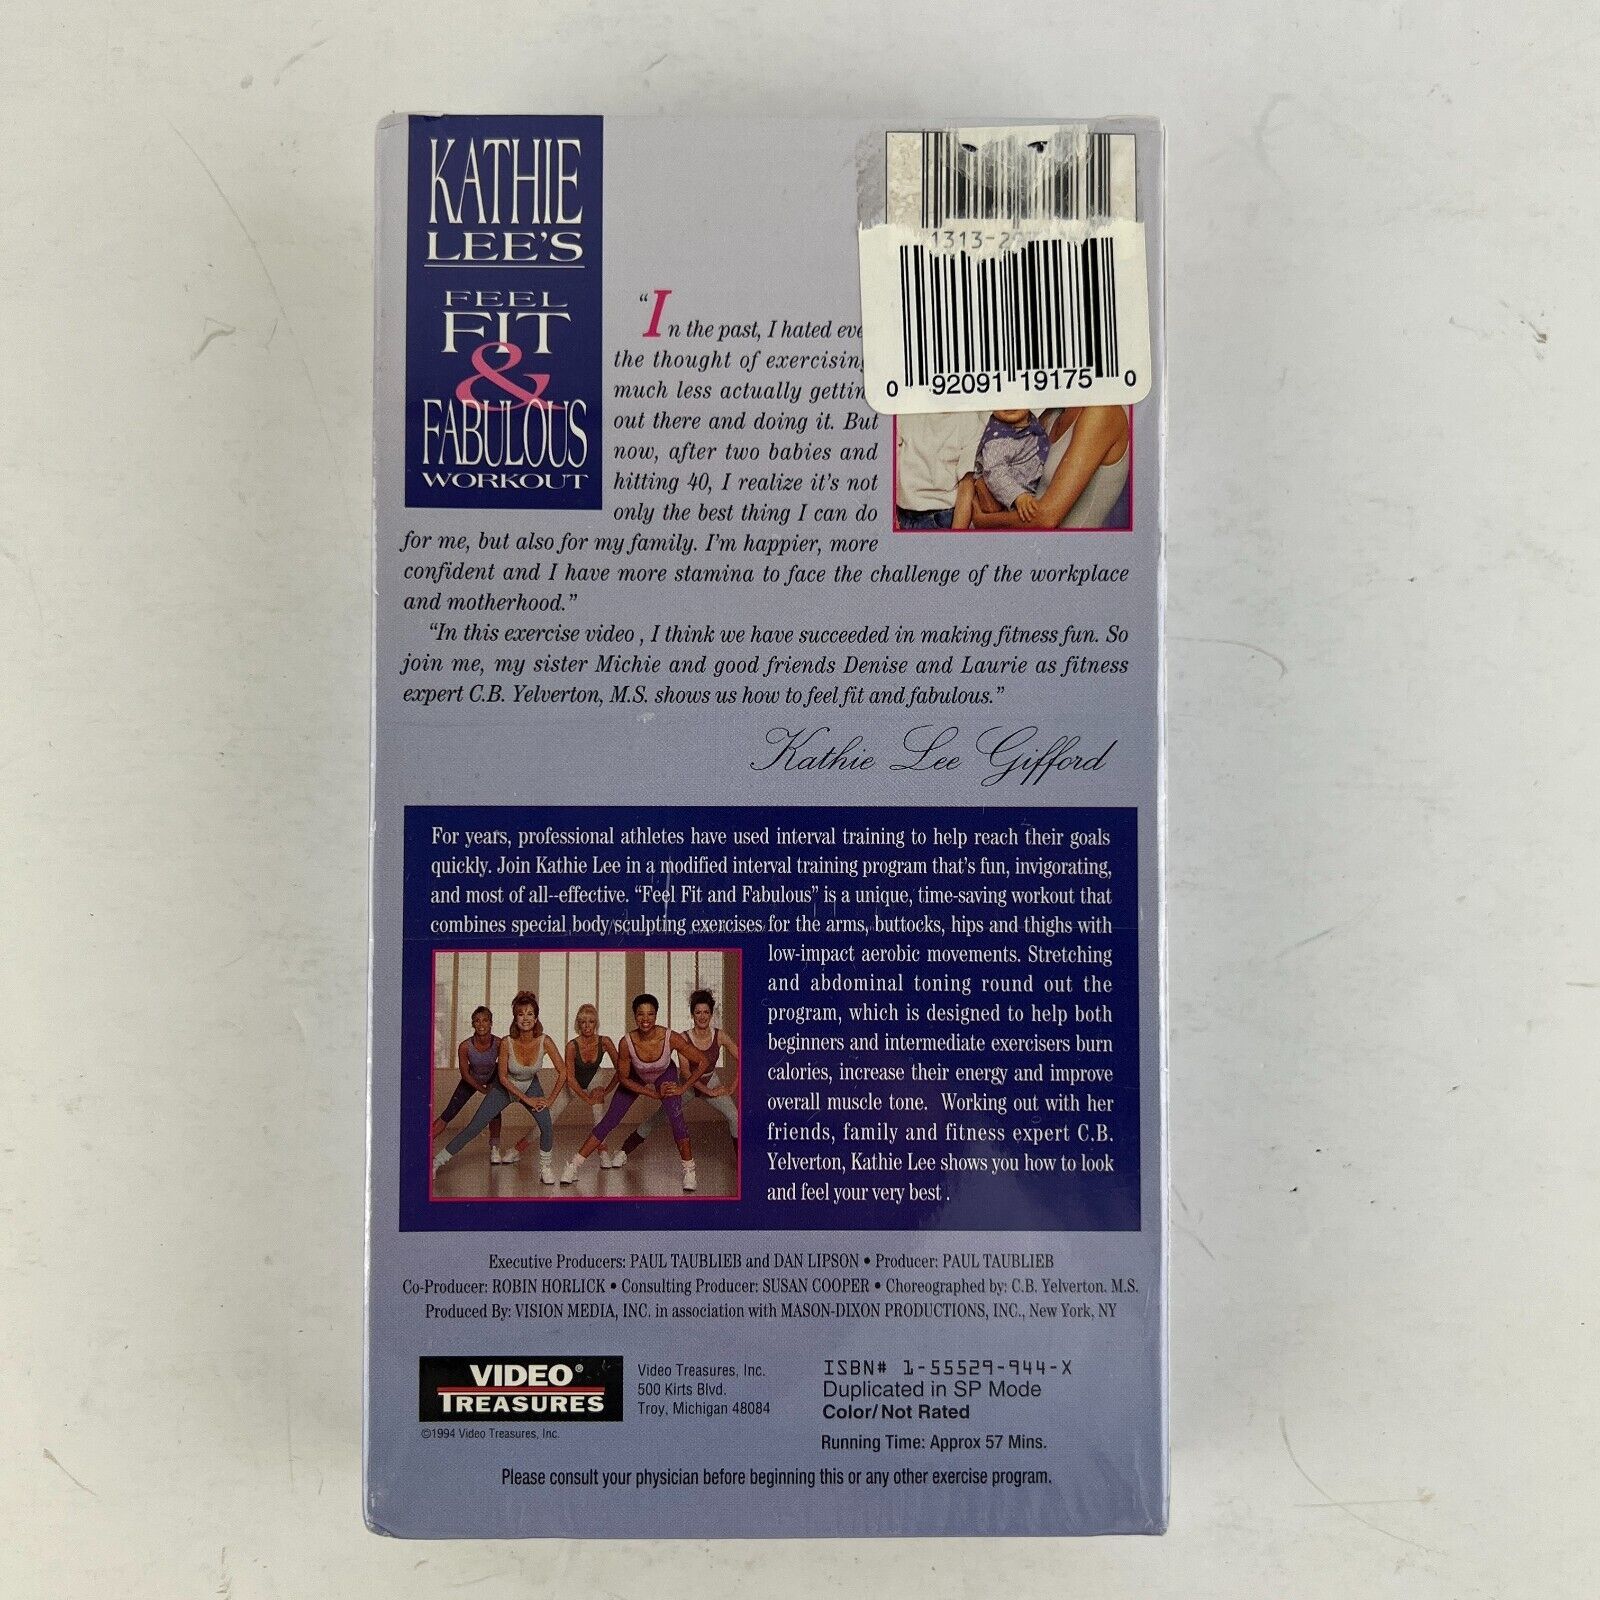 KATHIE
LEE'S
FEEL
FIT
&
FABULOUS
WORKOUT
0 92091 19175 0
"In the past, I hated
the thought of
much less actually
out there and doing it. But
now, after two babies and
hitting 40, I realize it's not
only the best thing I can do
for me, but also for my family. I'm happier, more
confident and I have more stamina to face the challenge of the workplace
and motherhood."
"In this exercise video , I think we have succeeded in making fitness fun. So
join me, my sister Michie and good friends Denise and Laurie as fitness
expert C.B. Yelverton, M.S. shows us how to feel fit and fabulous."
Kathie Lee Gifford
For years, professional athletes have used interval training to help reach their goals
quickly. Join Kathie Lee in a modified interval training program that's fun, invigorating,
and most of all--effective. "Feel Fit and Fabulous" is a unique, time-saving workout that
combines special body sculpting exercises for the arms, buttocks, hips and thighs with
low-impact aerobic movements. Stretching
and abdominal toning round out the
program, which is designed to help both
beginners and intermediate exercisers burn
calories, increase their energy and improve
overall muscle tone. Working out with her
friends, family and fitness expert C.B.
Yelverton, Kathie Lee shows you how to look
and feel your very best .
Executive Producers: PAUL TAUBLIEB and DAN LIPSON • Producer: PAUL TAUBLIEB
Co-Producer: ROBIN HORLICK • Consulting Producer: SUSAN COOPER • Choreographed by: C.B. Yelverton. M.S.
Produced By: VISION MEDIA, INC. in association with MASON-DIXON PRODUCTIONS, INC., New York, NY
VIDEO®
TREASURES
©1994 Video Treasures, Inc.
Video Treasures, Inc.
500 Kirts Blvd.
Troy, Michigan 48084
ISBN# 1-55529-944-X
Duplicated in SP Mode
Color/Not Rated
Running Time: Approx 57 Mins.
Please consult your physician before beginning this or any other exercise program.